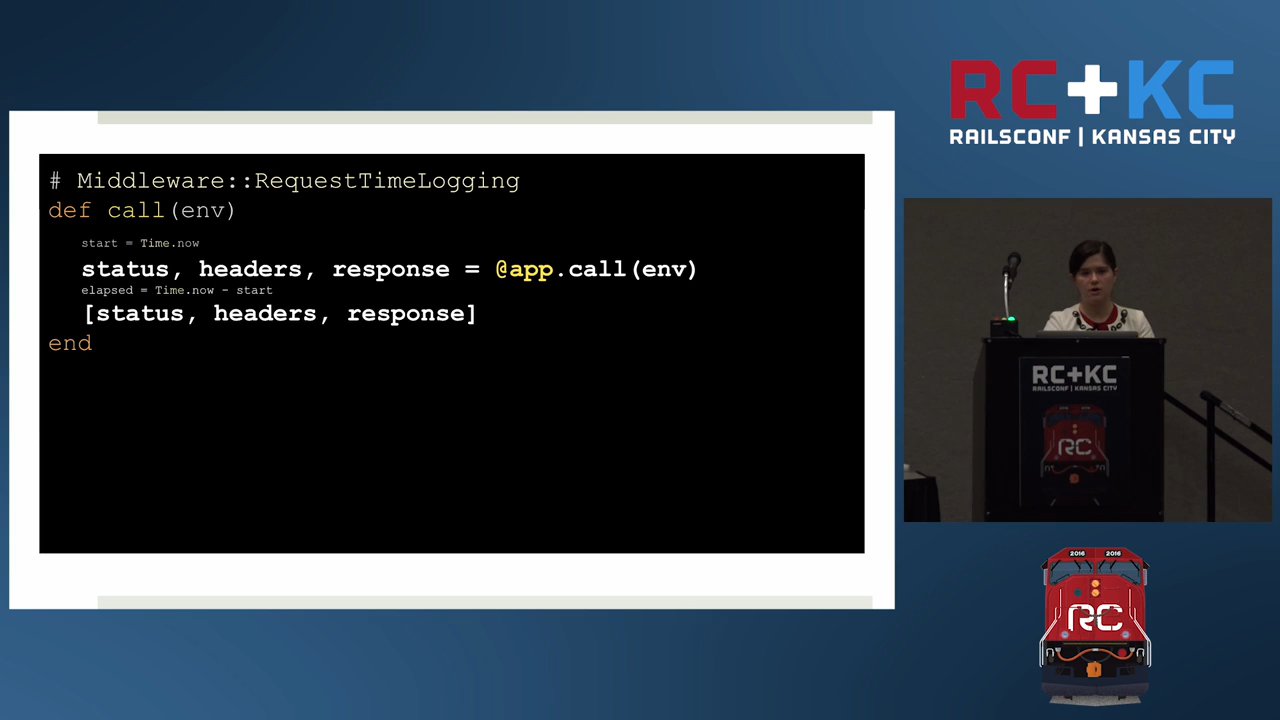 RC+KC
RAILSCONF | KANSAS CITY
# Middleware::RequestTimeLogging
def call(env)
start = Time.now
status, headers, response = @app.call(env)
elapsed = Time.now - start
[status, headers, response]
end
RC+KC
RAILSCONF | KANSAS CITY
RC
2016 2016
RC